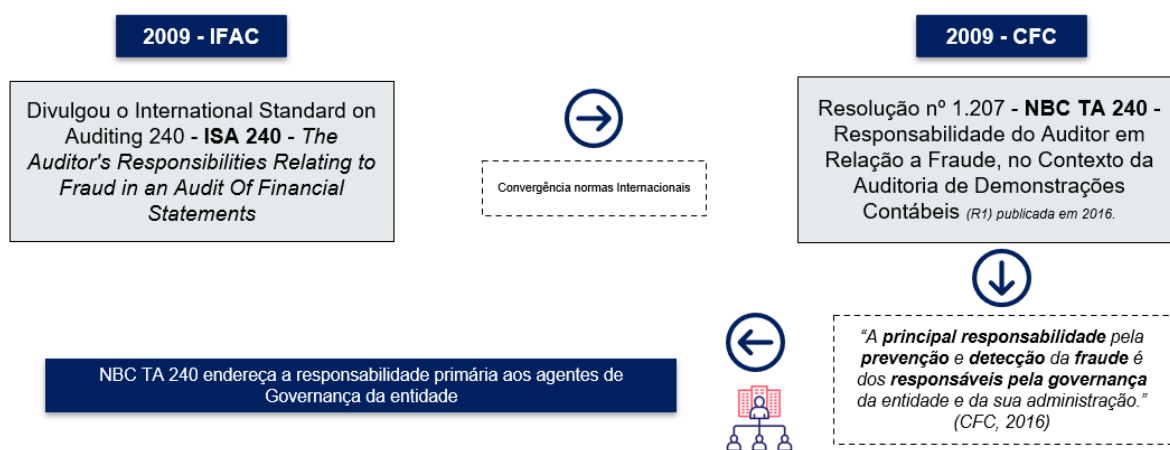 2009 - IFAC
Divulgou o International Standard on
Auditing 240 - ISA 240 - The
Auditor's Responsibilities Relating to
Fraud in an Audit Of Financial
Statements
Convergência normas Internacionais
2009 - CFC
Resolução nº 1.207 - NBC TA 240 -
Responsabilidade do Auditor em
Relação a Fraude, no Contexto da
Auditoria de Demonstrações
Contábeis (R1) publicada em 2016.
“A principal responsabilidade pela
prevenção e detecção da fraude é
dos responsáveis pela governança
da entidade e da sua administração.”
(CFC, 2016)
NBC TA 240 endereça a responsabilidade primária aos agentes de
Governança da entidade